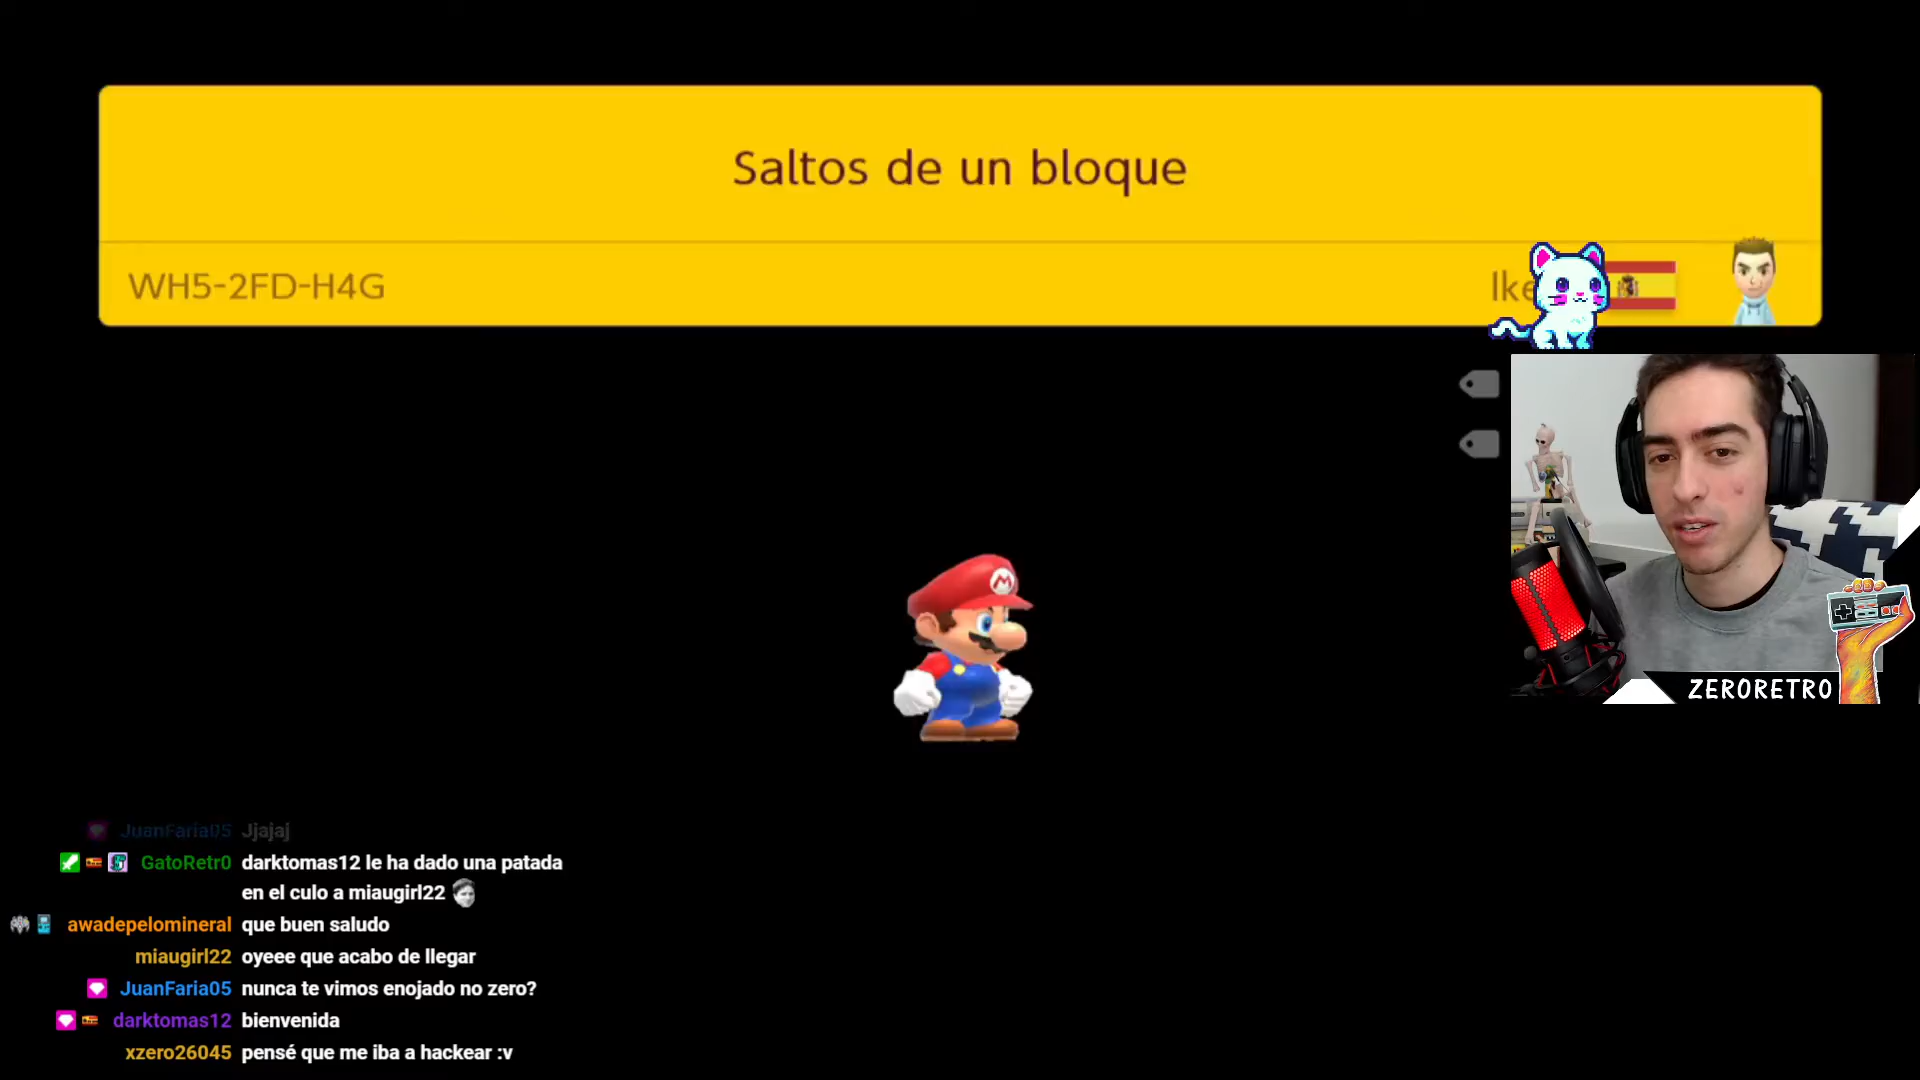 Saltos de un bloque
WH5-2FD-H4G
ZERORETRO
JuanFaria05 Jjajaj
GatoRetr0 darktomas12 le ha dado una patada
en el culo a miaugirl22
awadepelomineral que buen saludo
miaugirl22 oyeee que acabo de llegar
JuanFaria05 nunca te vimos enojado no zero?
darktomas12 bienvenida
xzero26045 pensé que me iba a hackear :v